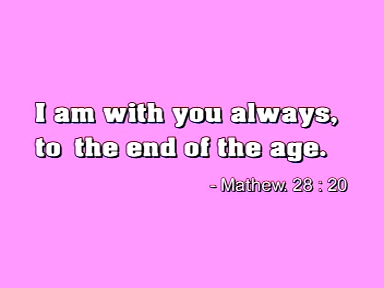 I am with you always,
to the end of the age.
- Mathew. 28 : 20